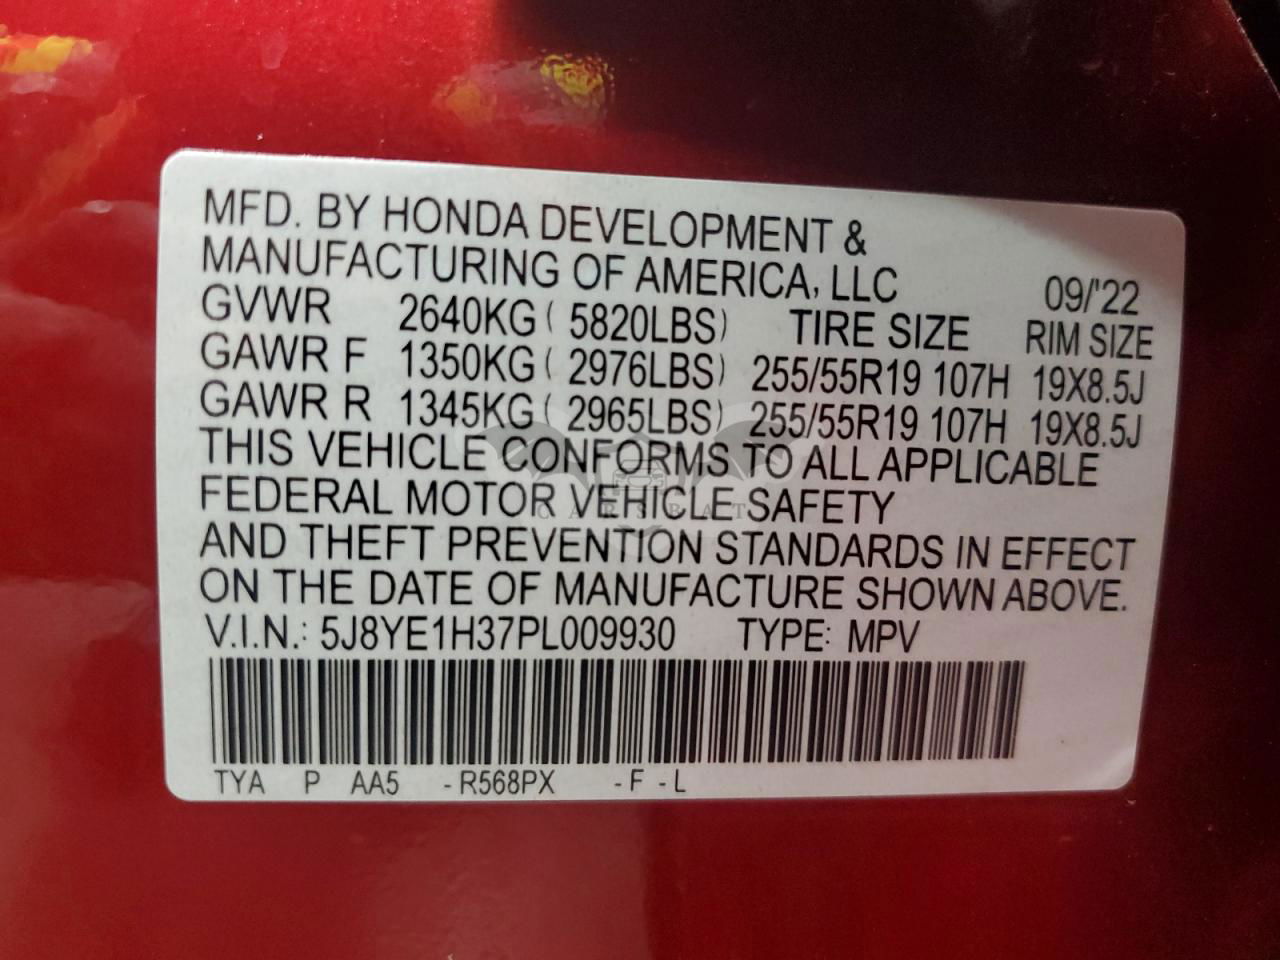 MFD. BY HONDA DEVELOPMENT &
MANUFACTURING OF AMERICA, LLC 09/'22
GVWR 2640KG ( 5820LBS) TIRE SIZE RIM SIZE
GAWR F 1350KG ( 2976LBS) 255/55R19 107H 19X8.5J
GAWR R 1345KG ( 2965LBS) 255/55R19 107H 19X8.5J
THIS VEHICLE CONFORMS TO ALL APPLICABLE
FEDERAL MOTOR VEHICLE SAFETY
CARSBAT
AND THEFT PREVENTION STANDARDS IN EFFECT
ON THE DATE OF MANUFACTURE SHOWN ABOVE.
V.I.N.: 5J8YE1H37PL009930 TYPE: MPV
TYA P AA5 - R568PX - F - L